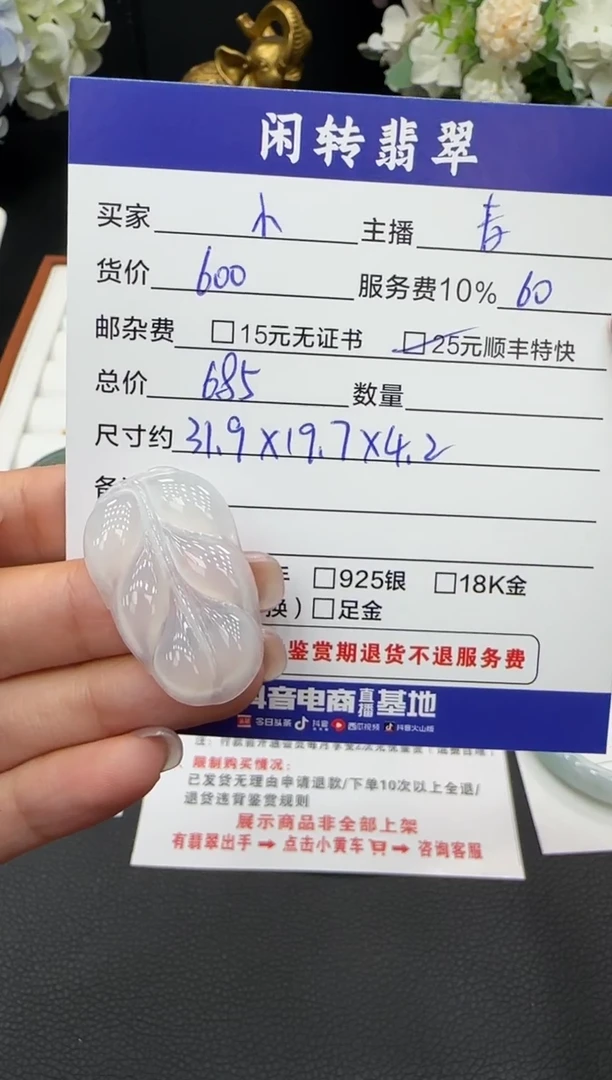 闲转翡翠
买家 小 主播 春
货价 600 服务费10% 60
邮杂费 □15元无证书 □25元顺丰特快
总价 685 数量
尺寸约 31.9X19.7X4.2
□925银 □18K金
换）□足金
鉴赏期退货不退服务费
抖音电商直播基地
今日头条 抖音 西瓜视频 抖音火山版
限制购买情况：
已发货无理由申请退款/下单10次以上全退/
退货违背鉴赏规则
展示商品非全部上架
有翡翠出手➡点击小黄车➡咨询客服